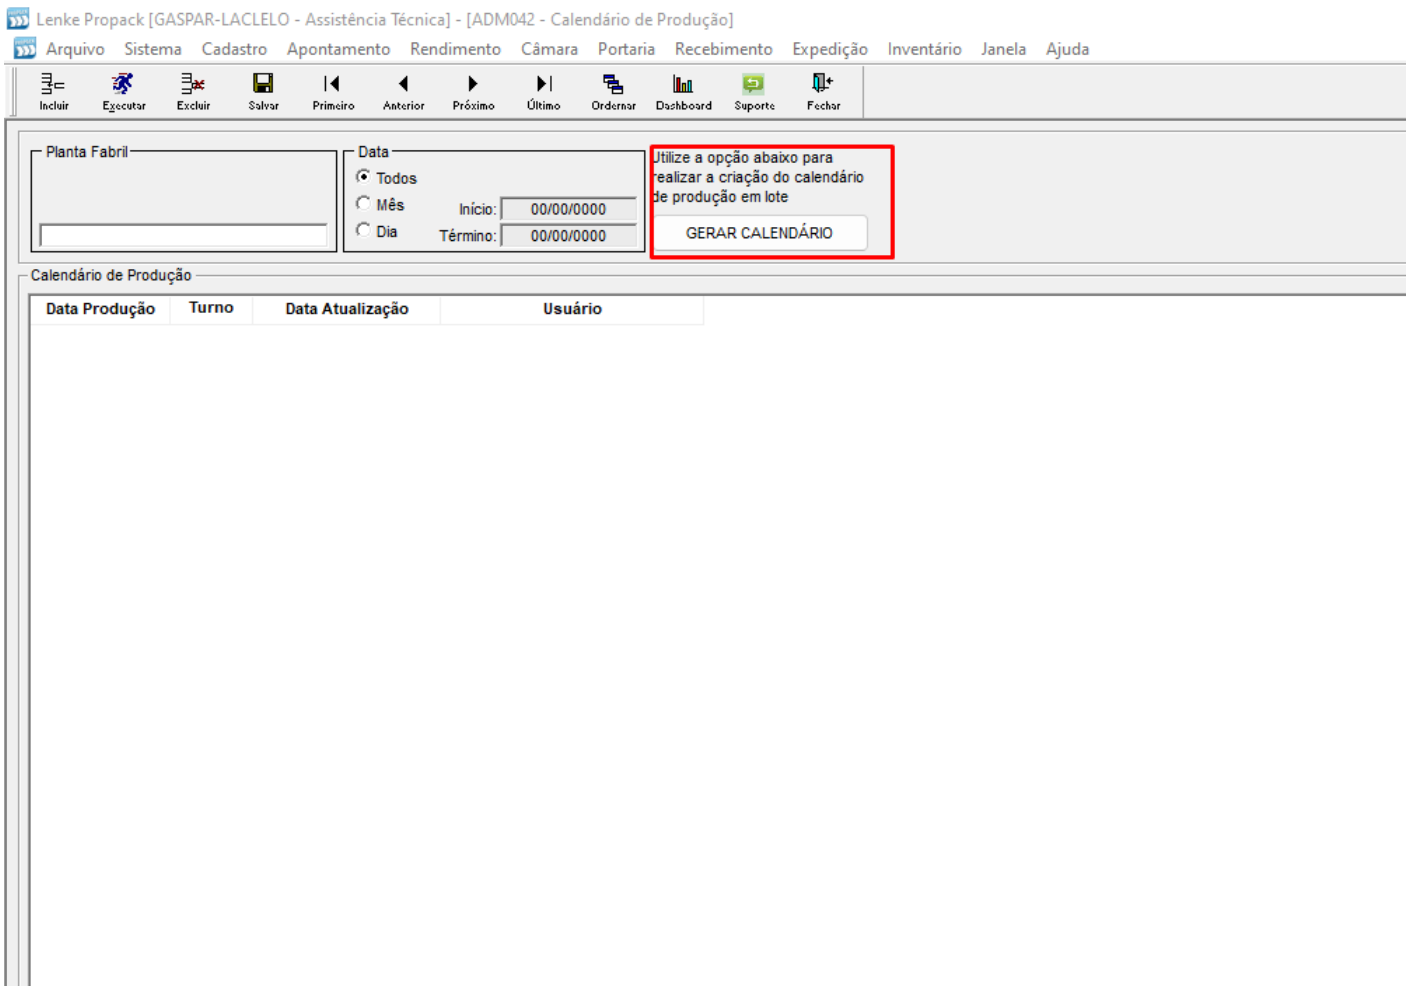 Lenke Propack [GASPAR-LACLELO - Assistência Técnica] - [ADM042 - Calendário de Produção]
Arquivo Sistema Cadastro Apontamento Rendimento Câmara Portaria Recebimento Expedição Inventário Janela Ajuda
Incluir Executar Excluir Salvar Primeiro Anterior Próximo Último Ordernar Dashboard Suporte Fechar
Planta Fabril
Data
Todos
Mês
Dia
Início: 00/00/0000
Término: 00/00/0000
Utilize a opção abaixo para
realizar a criação do calendário
de produção em lote
GERAR CALENDÁRIO
Calendário de Produção
Data Produção Turno Data Atualização Usuário